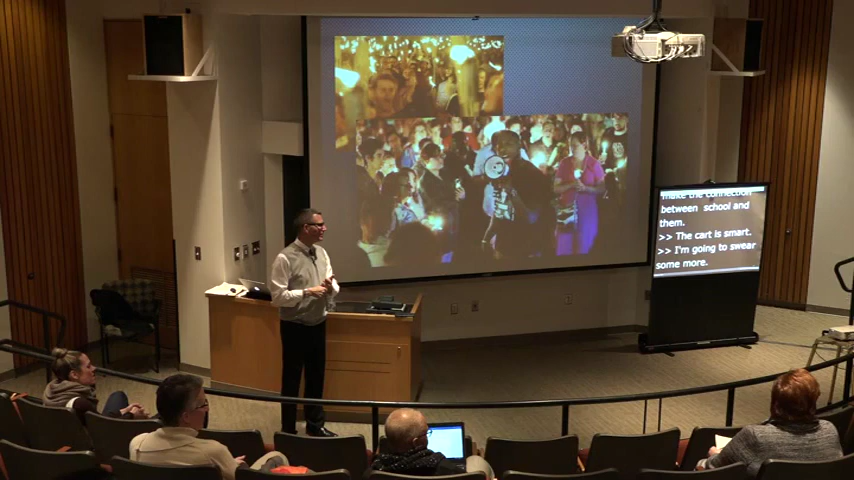 make the connection
between school and
them.
>> The cart is smart.
>> I'm going to swear
some more.